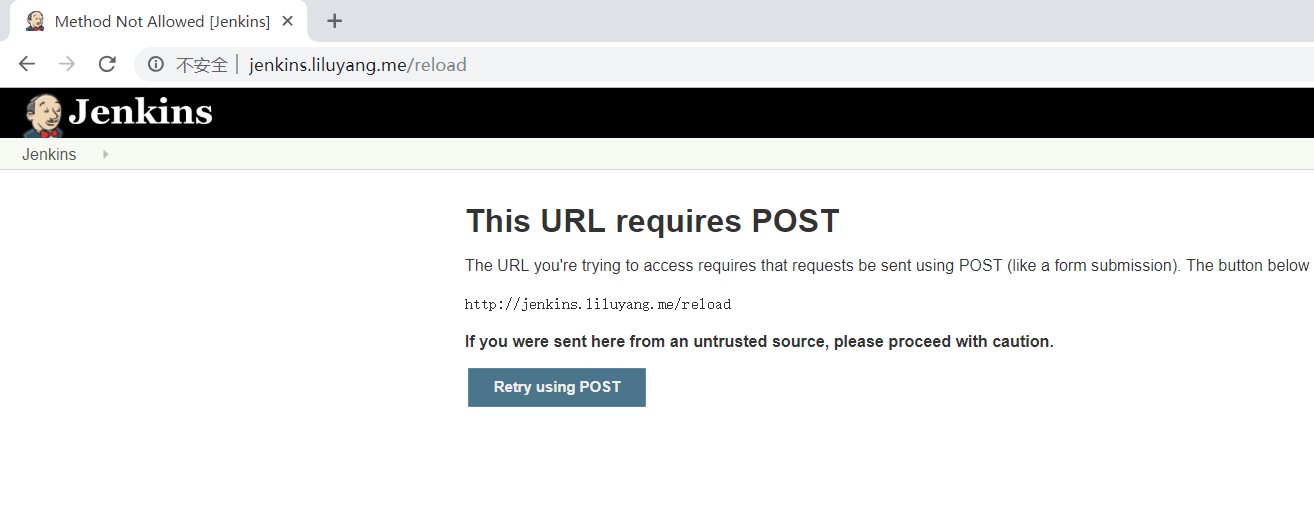 Method Not Allowed [Jenkins]
不安全 jenkins.liluyang.me/reload
Jenkins
Jenkins
This URL requires POST
The URL you're trying to access requires that requests be sent using POST (like a form submission). The button below
http://jenkins.liluyang.me/reload
If you were sent here from an untrusted source, please proceed with caution.
Retry using POST